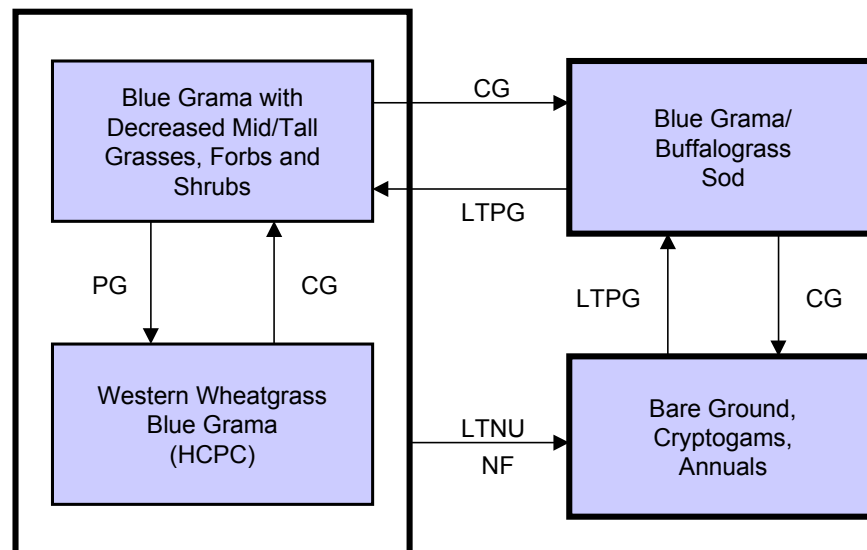 Blue Grama with
Decreased Mid/Tall
Grasses, Forbs and
Shrubs
CG
LTPG
Blue Grama/
Buffalograss
Sod
PG
CG
LTPG
CG
Western Wheatgrass
Blue Grama
(HCPC)
LTNU
NF
Bare Ground,
Cryptogams,
Annuals